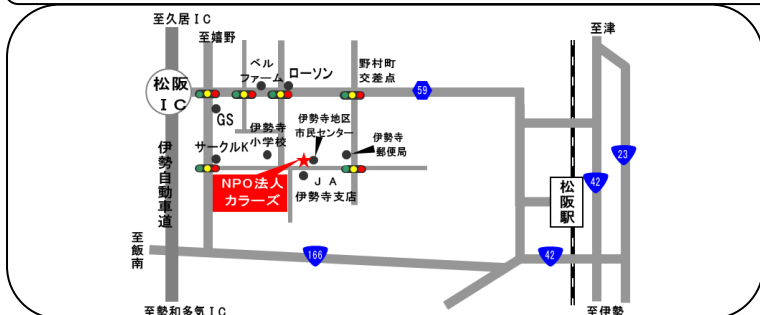 至久居ＩＣ
至嬉野
至津
ベル
ファーム
ローソン
野村町
交差点
松阪
ＩＣ
59
GS
伊勢寺
小学校
伊勢寺地区
市民センター
伊勢寺
郵便局
サークルK
23
伊勢自動車道
NPO法人
カラーズ
ＪＡ
伊勢寺支店
松阪駅
42
至飯南
166
42
至勢和多気ＩＣ
至伊勢